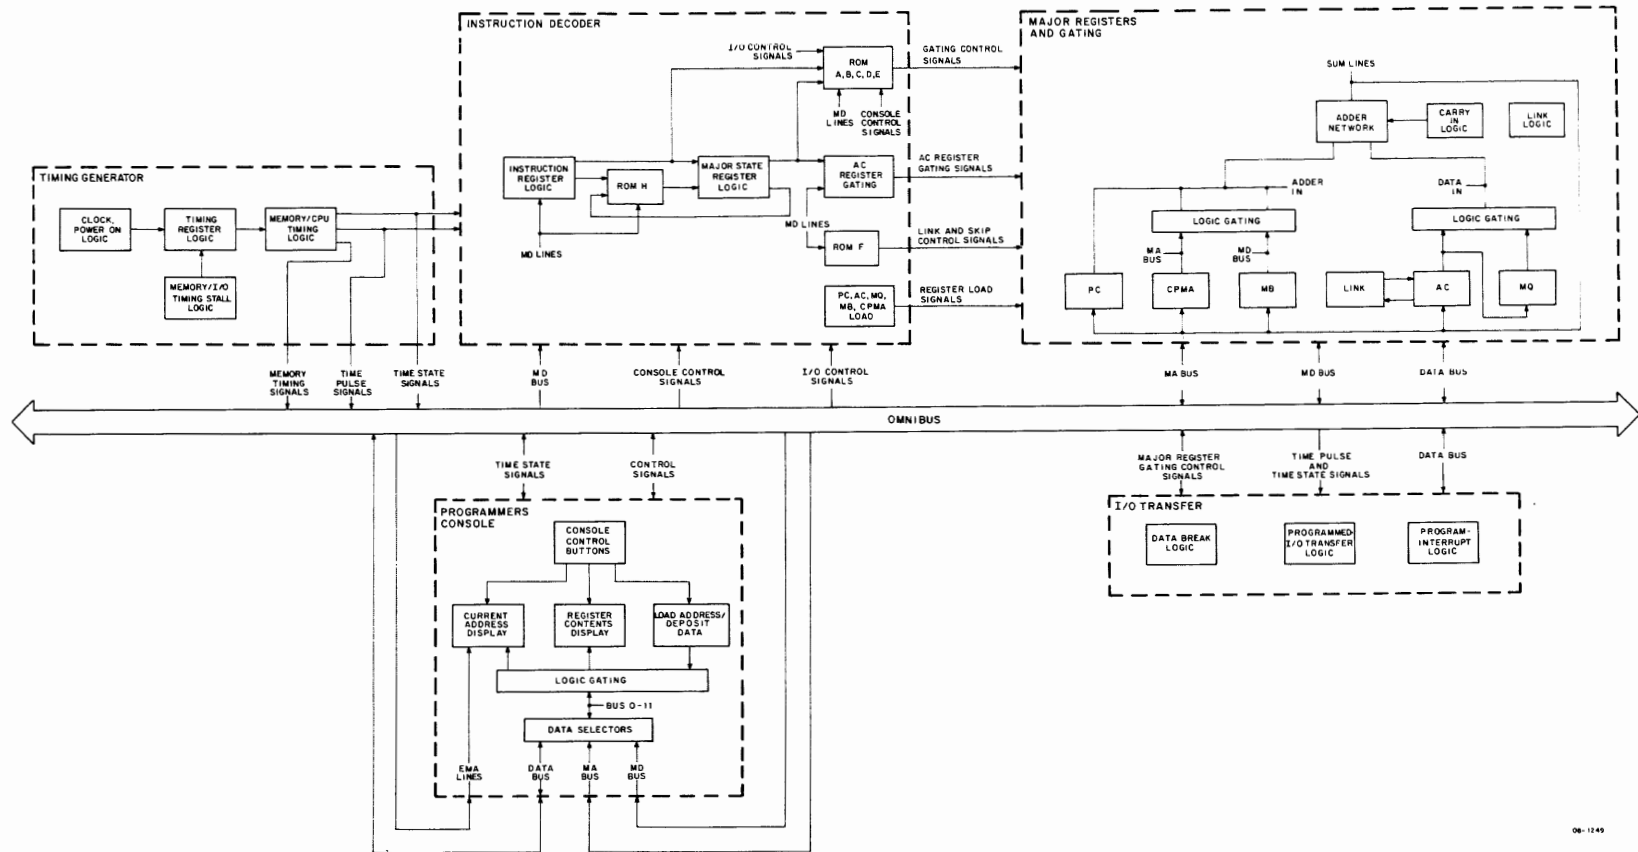 TIMING GENERATOR
CLOCK,
POWER ON
LOGIC
TIMING
REGISTER
LOGIC
MEMORY/CPU
TIMING
LOGIC
MEMORY/I/O
TIMING STALL
LOGIC
MEMORY
TIMING
SIGNALS
TIME
PULSE
SIGNALS
TIME STATE
SIGNALS
INSTRUCTION DECODER
I/O CONTROL
SIGNALS
ROM
A,B,C,D,E
MD
LINES
CONSOLE
CONTROL
SIGNALS
INSTRUCTION
REGISTER
LOGIC
ROM H
MAJOR STATE
REGISTER
LOGIC
AC
REGISTER
GATING
MD LINES
MD LINES
ROM F
PC, AC, MQ,
MB, CPMA
LOAD
GATING CONTROL
SIGNALS
AC REGISTER
GATING SIGNALS
LINK AND SKIP
CONTROL SIGNALS
REGISTER LOAD
SIGNALS
MD
BUS
CONSOLE CONTROL
SIGNALS
I/O CONTROL
SIGNALS
MAJOR REGISTERS
AND GATING
SUM LINES
ADDER
NETWORK
CARRY
IN
LOGIC
LINK
LOGIC
ADDER
IN
DATA
IN
LOGIC GATING
LOGIC GATING
MA
BUS
MD
BUS
PC
CPMA
MB
LINK
AC
MQ
MA BUS
MD BUS
DATA BUS
OMNIBUS
TIME STATE
SIGNALS
CONTROL
SIGNALS
PROGRAMMERS
CONSOLE
CONSOLE
CONTROL
BUTTONS
CURRENT
ADDRESS
DISPLAY
REGISTER
CONTENTS
DISPLAY
LOAD ADDRESS/
DEPOSIT
DATA
LOGIC GATING
BUS 0-11
DATA SELECTORS
EMA
LINES
DATA
BUS
MA
BUS
MD
BUS
MAJOR REGISTER
GATING CONTROL
SIGNALS
TIME PULSE
AND
TIME STATE SIGNALS
DATA BUS
I/O TRANSFER
DATA BREAK
LOGIC
PROGRAMMED-
I/O TRANSFER
LOGIC
PROGRAM-
INTERRUPT
LOGIC
08-1249